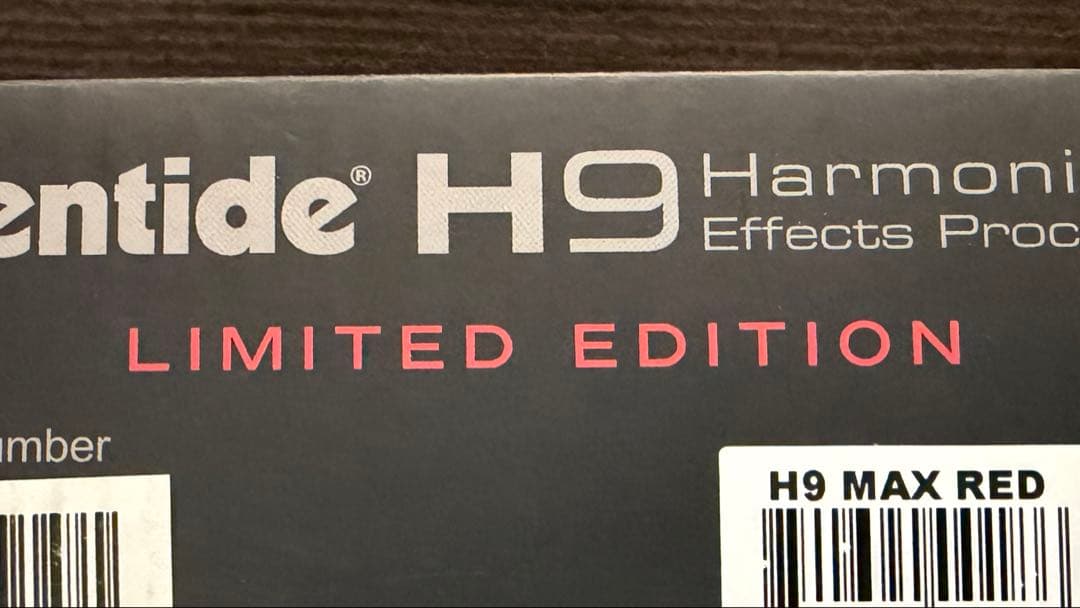 entide® H9 Harmoni
Effects Proc
LIMITED EDITION
umber
H9 MAX RED